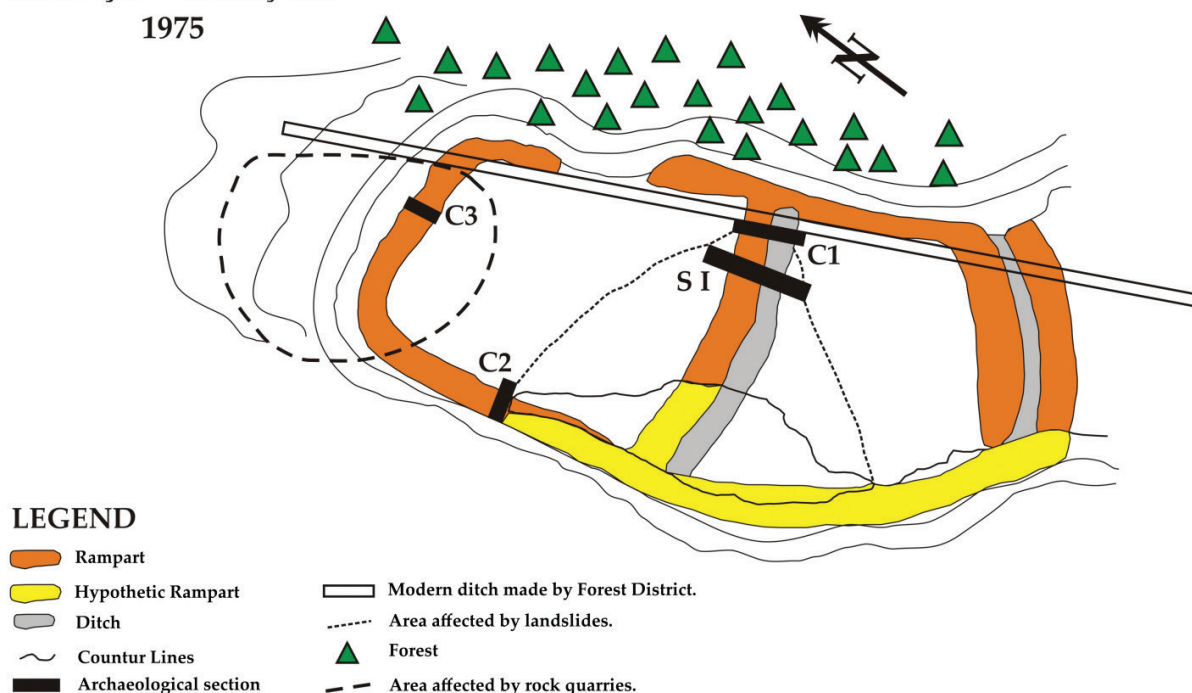 1975
N
C3
C1
S I
C2
LEGEND
Rampart
Hypothetic Rampart
Ditch
Countur Lines
Archaeological section
Modern ditch made by Forest District.
Area affected by landslides.
Forest
Area affected by rock quarries.